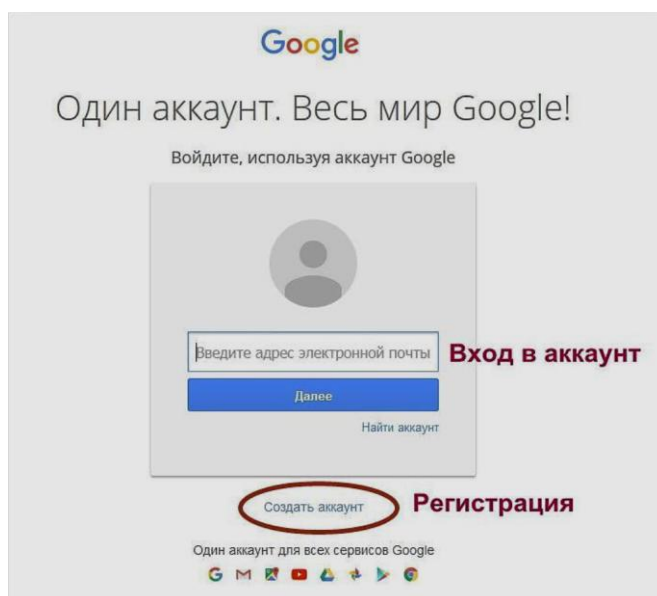 Google
Один аккаунт. Весь мир Google!
Войдите, используя аккаунт Google
Введите адрес электронной почты
Вход в аккаунт
Далее
Найти аккаунт
Создать аккаунт
Регистрация
Один аккаунт для всех сервисов Google